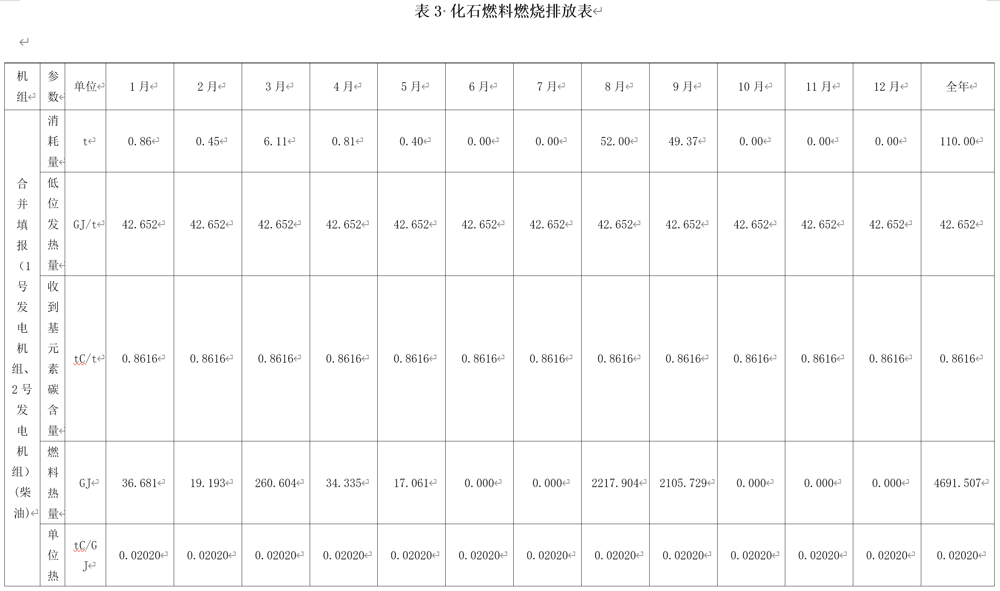 表 3 化石燃料燃烧排放表
机组 参数 单位 1 月 2 月 3 月 4 月 5 月 6 月 7 月 8 月 9 月 10 月 11 月 12 月 全年
合并填报（1 号发电机组、2 号发电机组）(柴油)
消耗量 t 0.86 0.45 6.11 0.81 0.40 0.00 0.00 52.00 49.37 0.00 0.00 0.00 110.00
低位发热量 GJ/t 42.652 42.652 42.652 42.652 42.652 42.652 42.652 42.652 42.652 42.652 42.652 42.652 42.652
收到基元素碳含量 tC/t 0.8616 0.8616 0.8616 0.8616 0.8616 0.8616 0.8616 0.8616 0.8616 0.8616 0.8616 0.8616 0.8616
燃料热量 GJ 36.681 19.193 260.604 34.335 17.061 0.000 0.000 2217.904 2105.729 0.000 0.000 0.000 4691.507
单位热 tC/GJ 0.02020 0.02020 0.02020 0.02020 0.02020 0.02020 0.02020 0.02020 0.02020 0.02020 0.02020 0.02020 0.02020